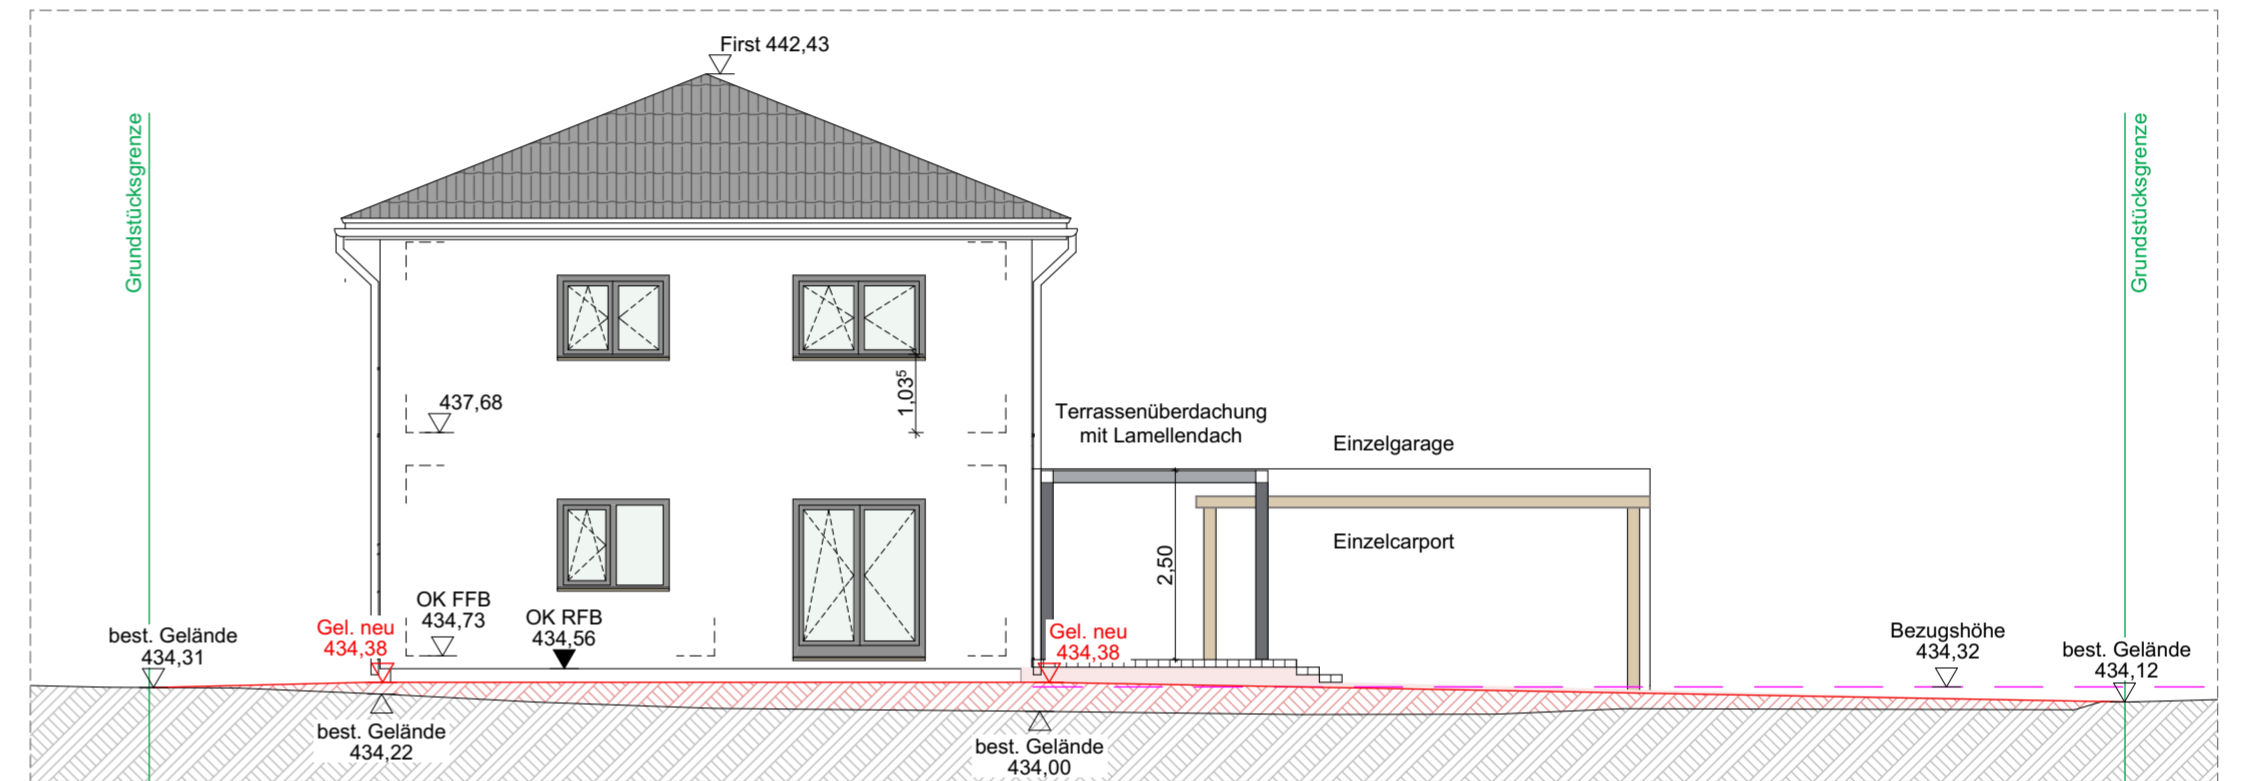 First 442,43
Grundstücksgrenze
Grundstücksgrenze
437,68
1,03⁵
Terrassenüberdachung
mit Lamellendach
Einzelgarage
Einzelcarport
2,50
OK FFB
434,73
OK RFB
434,56
best. Gelände
434,31
Gel. neu
434,38
Gel. neu
434,38
Bezugshöhe
434,32
best. Gelände
434,12
best. Gelände
434,22
best. Gelände
434,00